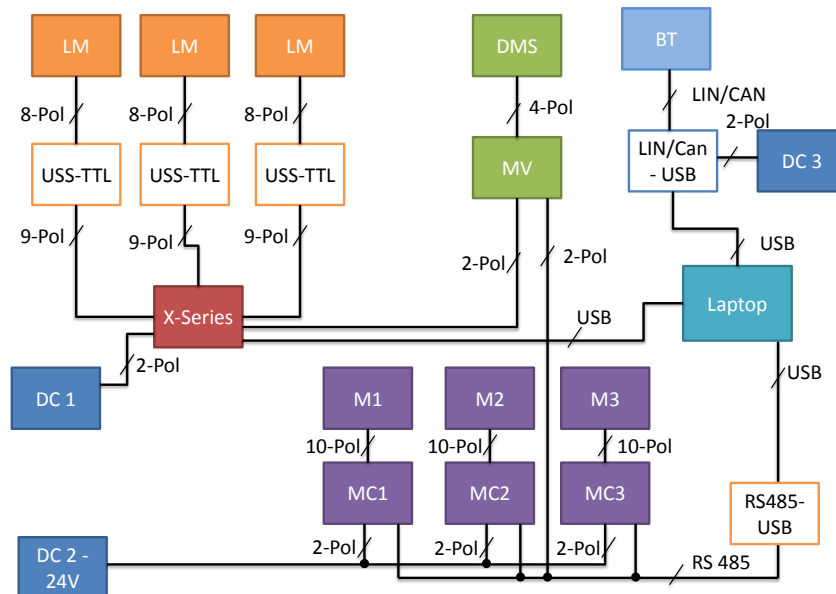 LM
LM
LM
DMS
BT
8-Pol
8-Pol
8-Pol
4-Pol
LIN/CAN
2-Pol
USS-TTL
USS-TTL
USS-TTL
MV
LIN/Can
- USB
DC 3
9-Pol
9-Pol
9-Pol
2-Pol
2-Pol
USB
X-Series
Laptop
USB
2-Pol
DC 1
M1
M2
M3
USB
10-Pol
10-Pol
10-Pol
MC1
MC2
MC3
RS485-
USB
2-Pol
2-Pol
2-Pol
DC 2 -
24V
RS 485